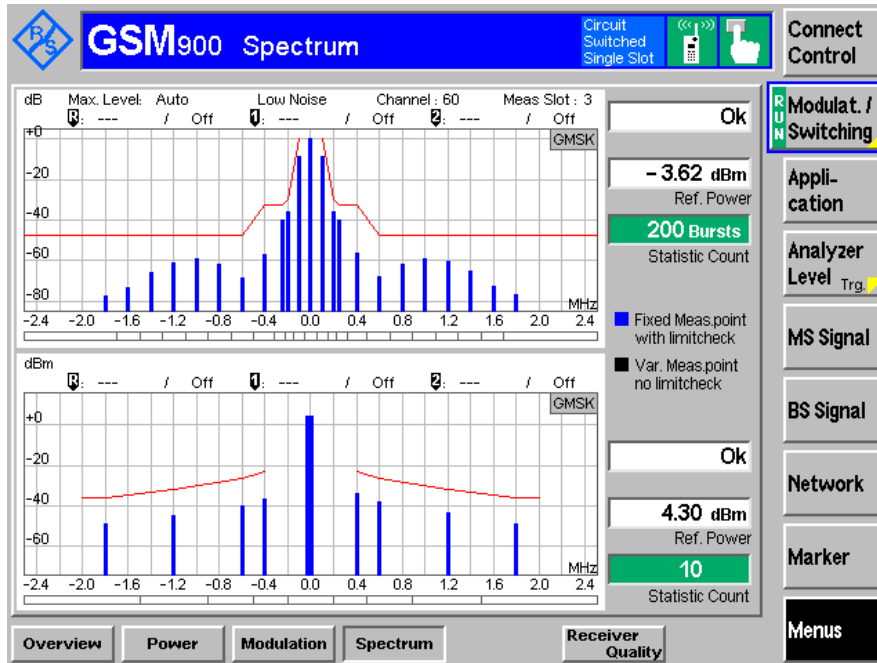 R&S
GSM900 Spectrum
Circuit
Switched
Single Slot
Connect
Control
dB Max. Level: Auto Low Noise Channel : 60 Meas Slot : 3
R: --- / Off 1: --- / Off 2: --- / Off
GMSK
+0
-20
-40
-60
-80
MHz
-2.4 -2.0 -1.6 -1.2 -0.8 -0.4 0.0 0.4 0.8 1.2 1.6 2.0 2.4
Ok
-3.62 dBm
Ref. Power
200 Bursts
Statistic Count
Fixed Meas.point
with limitcheck
Var. Meas.point
no limitcheck
dBm
R: --- / Off 1: --- / Off 2: --- / Off
GMSK
+0
-20
-40
-60
MHz
-2.4 -2.0 -1.6 -1.2 -0.8 -0.4 0.0 0.4 0.8 1.2 1.6 2.0 2.4
Ok
4.30 dBm
Ref. Power
10
Statistic Count
RUN
Modulat. /
Switching
Appli-
cation
Analyzer
Level Trg.
MS Signal
BS Signal
Network
Marker
Menus
Overview Power Modulation Spectrum Receiver
Quality